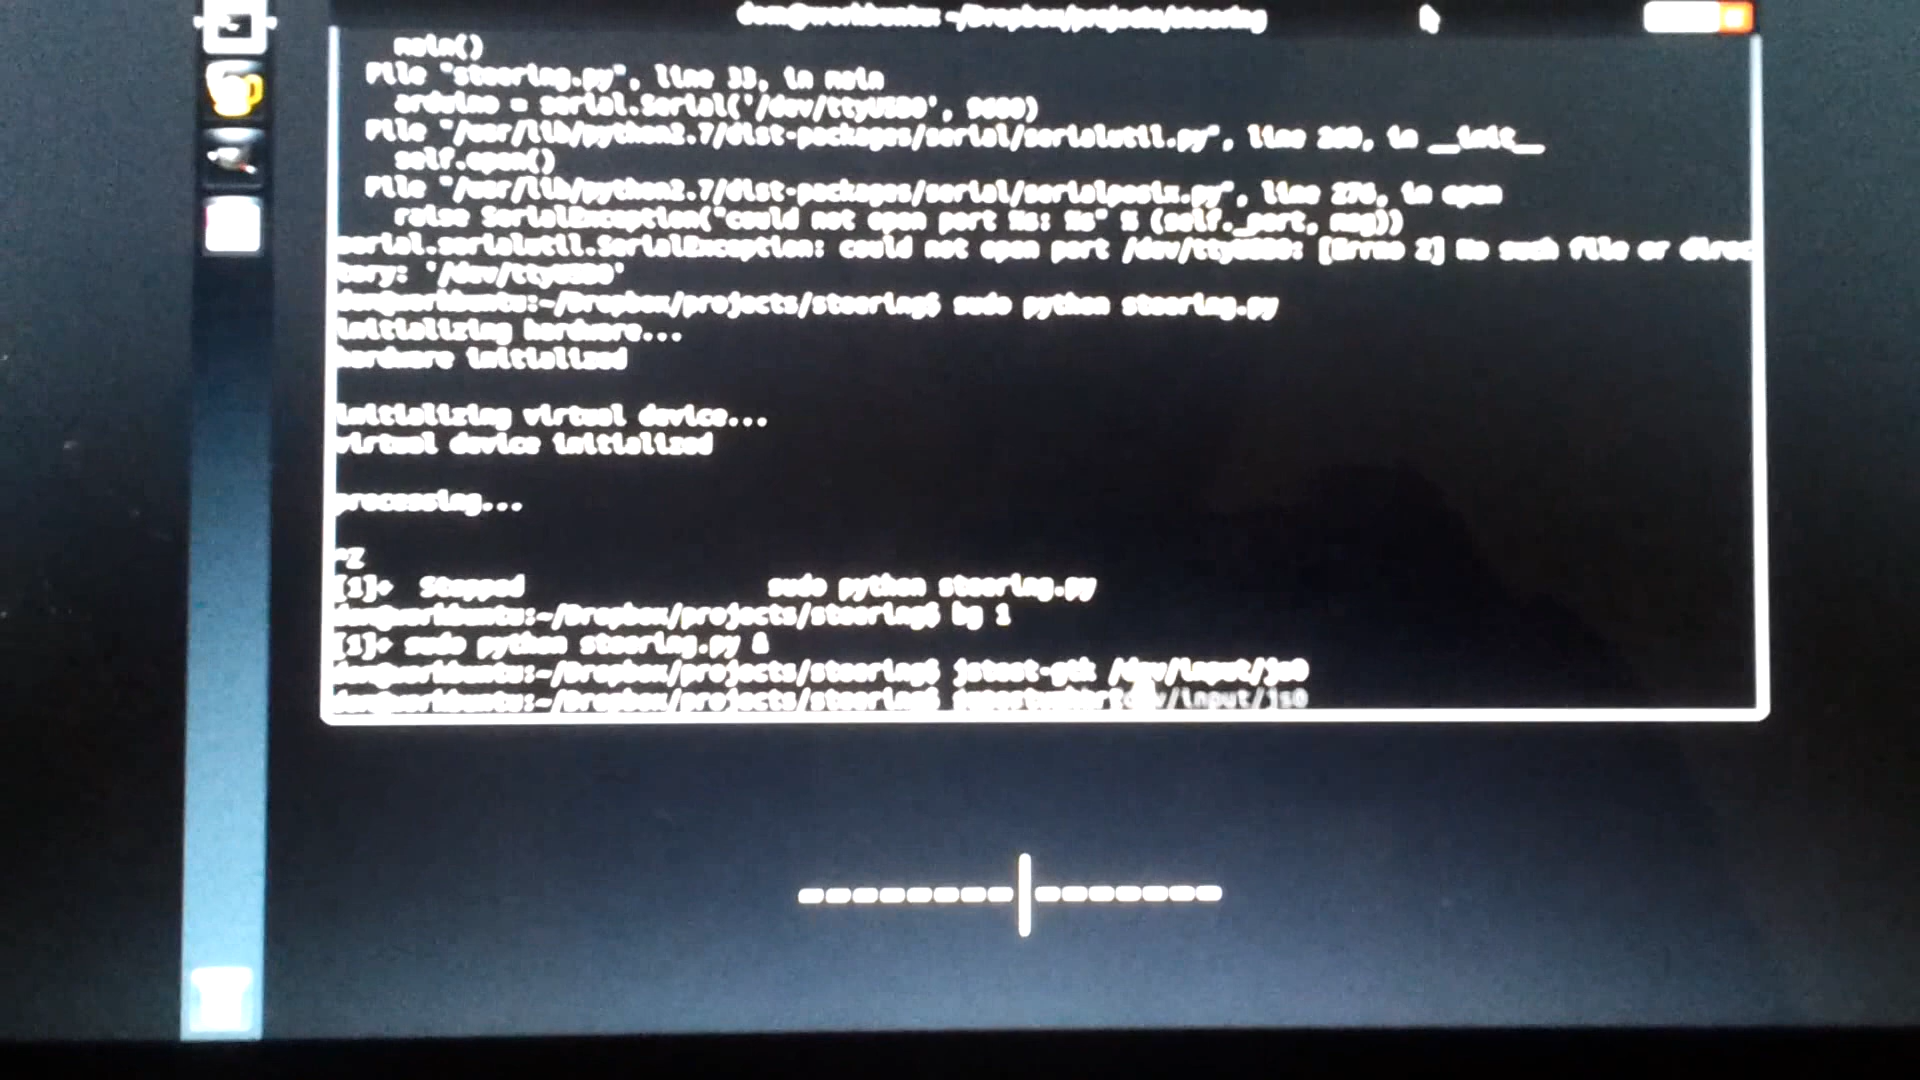 ~/Dropbox/projects/steering
main()
File "steering.py", line 33, in main
arduino = serial.Serial('/dev/ttyUSB0', 9600)
File "/usr/lib/python2.7/dist-packages/serial/serialutil.py", line 260, in __init__
self.open()
File "/usr/lib/python2.7/dist-packages/serial/serialposix.py", line 276, in open
raise SerialException("could not open port %s: %s" % (self._port, msg))
serial.serialutil.SerialException: could not open port /dev/ttyUSB0: [Errno 2] No such file or direc
tory: '/dev/ttyUSB0'
:~/Dropbox/projects/steering$ sudo python steering.py
initializing hardware...
hardware initialized
initializing virtual device...
virtual device initialized
processing...
^Z
[1]+ Stopped sudo python steering.py
:~/Dropbox/projects/steering$ bg 1
[1]+ sudo python steering.py &
:~/Dropbox/projects/steering$ jstest-gtk /dev/input/js0
:~/Dropbox/projects/steering$ /input/js0